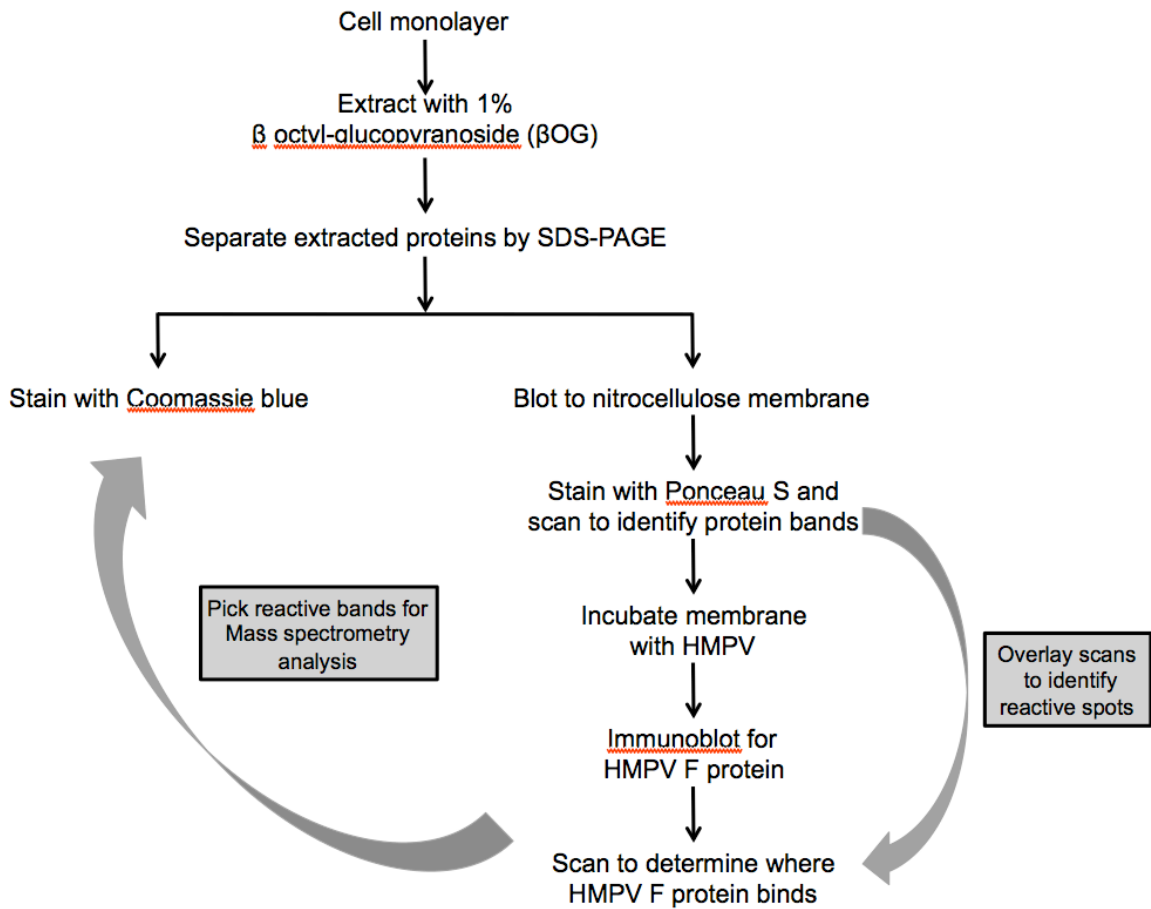 Cell monolayer
Extract with 1%
β octyl-glucopyranoside (βOG)
Separate extracted proteins by SDS-PAGE
Stain with Coomassie blue
Blot to nitrocellulose membrane
Stain with Ponceau S and
scan to identify protein bands
Pick reactive bands for
Mass spectrometry
analysis
Incubate membrane
with HMPV
Overlay scans
to identify
reactive spots
Immunoblot for
HMPV F protein
Scan to determine where
HMPV F protein binds